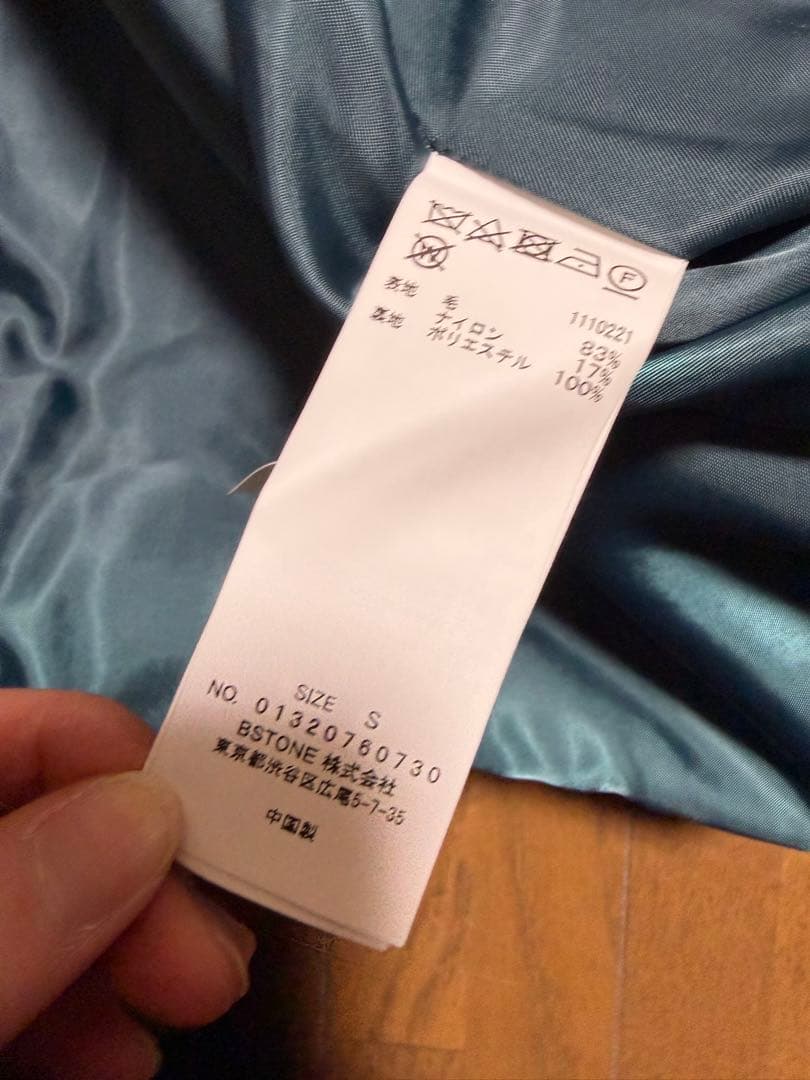 F
W
1110221
表地 毛 83%
ナイロン 17%
裏地 ポリエステル 100%
SIZE S
NO. 01320760730
BSTONE 株式会社
東京都渋谷区広尾5-7-35
中国製